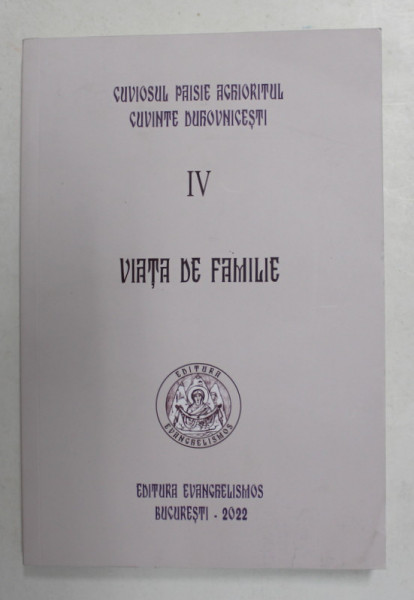 CUVIOSUL PAISIE AGHIORITUL
CUVINTE DUHOVNICEȘTI
IV
VIAȚA DE FAMILIE
EDITURA
EVANGHELISMOS
EDITURA EVANGHELISMOS
BUCUREȘTI - 2022